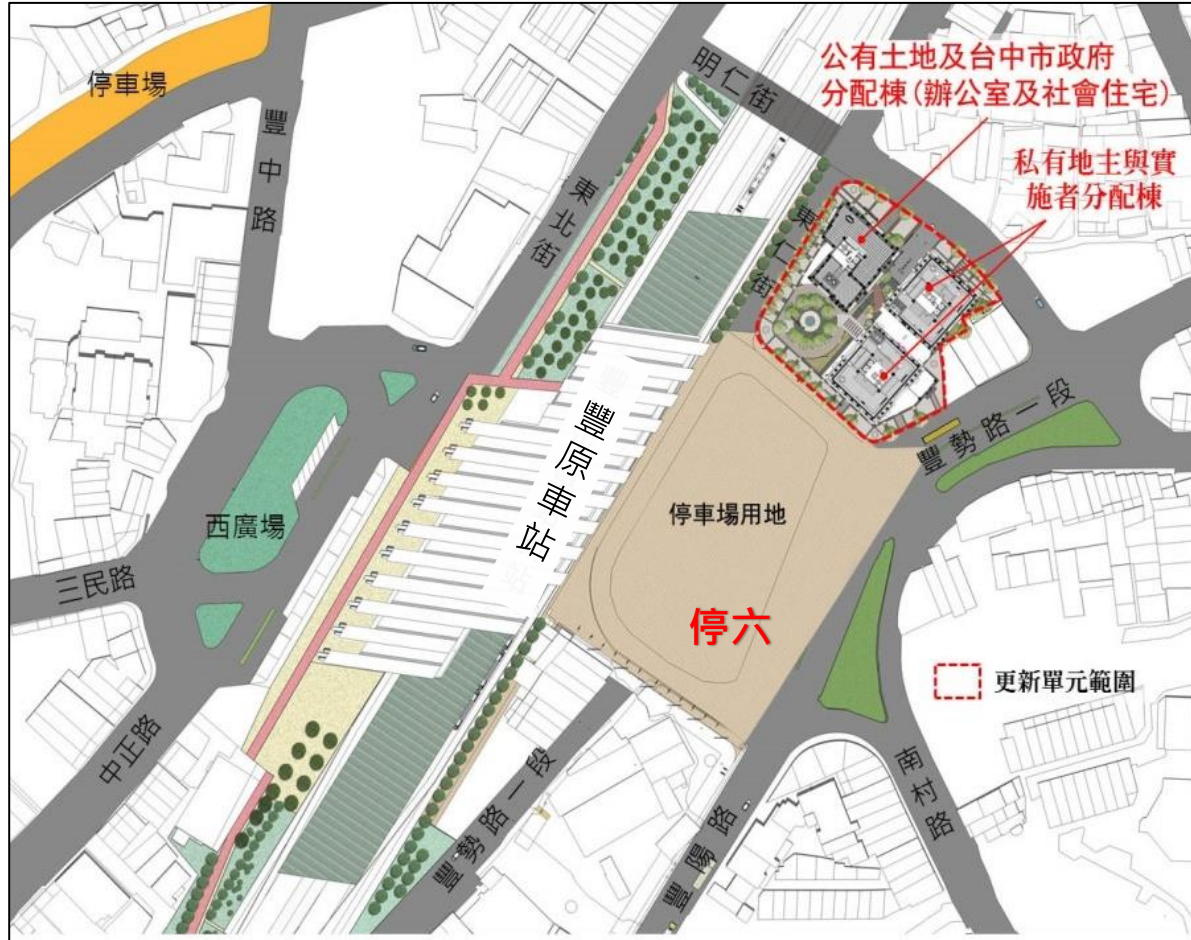 停車場
豐中路
東北街
明仁街
公有土地及台中市政府
分配棟(辦公室及社會住宅)
私有地主與實
施者分配棟
東仁街
豐原車站
西廣場
三民路
中正路
停車場用地
停六
豐勢路一段
更新單元範圍
豐勢路一段
豐陽路
南村路